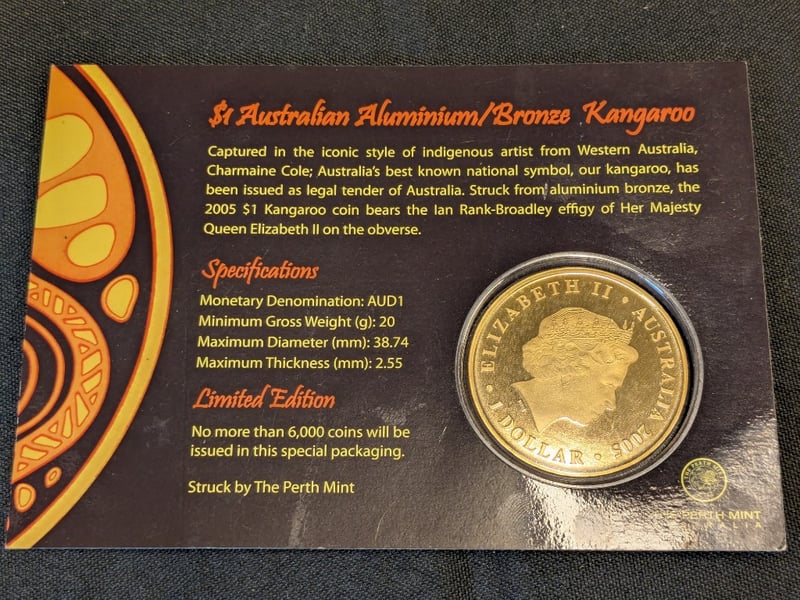 $1 Australian Aluminium/Bronze Kangaroo
Captured in the iconic style of indigenous artist from Western Australia,
Charmaine Cole; Australia's best known national symbol, our kangaroo, has
been issued as legal tender of Australia. Struck from aluminium bronze, the
2005 $1 Kangaroo coin bears the Ian Rank-Broadley effigy of Her Majesty
Queen Elizabeth II on the obverse.
Specifications
Monetary Denomination: AUD1
Minimum Gross Weight (g): 20
Maximum Diameter (mm): 38.74
Maximum Thickness (mm): 2.55
Limited Edition
No more than 6,000 coins will be
issued in this special packaging.
Struck by The Perth Mint
ELIZABETH II • AUSTRALIA 2005 • 1 DOLLAR •
PERTH MINT